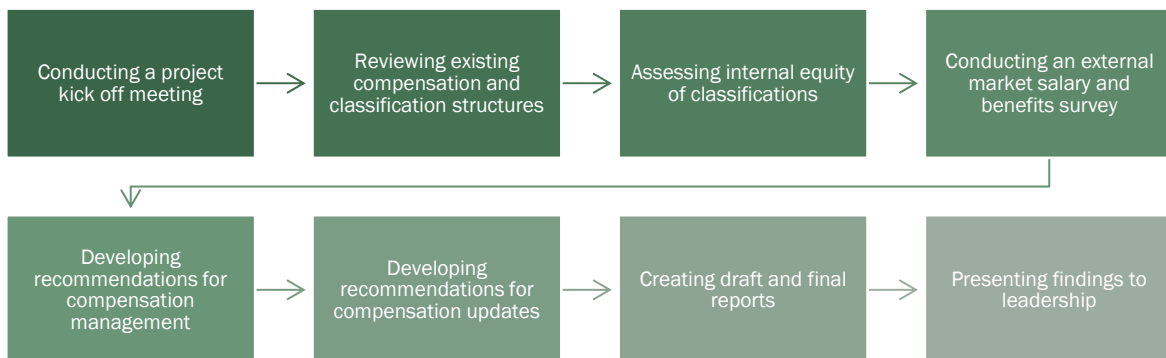 Conducting a project
kick off meeting
Reviewing existing
compensation and
classification structures
Assessing internal equity
of classifications
Conducting an external
market salary and
benefits survey
Developing
recommendations for
compensation
management
Developing
recommendations for
compensation updates
Creating draft and final
reports
Presenting findings to
leadership